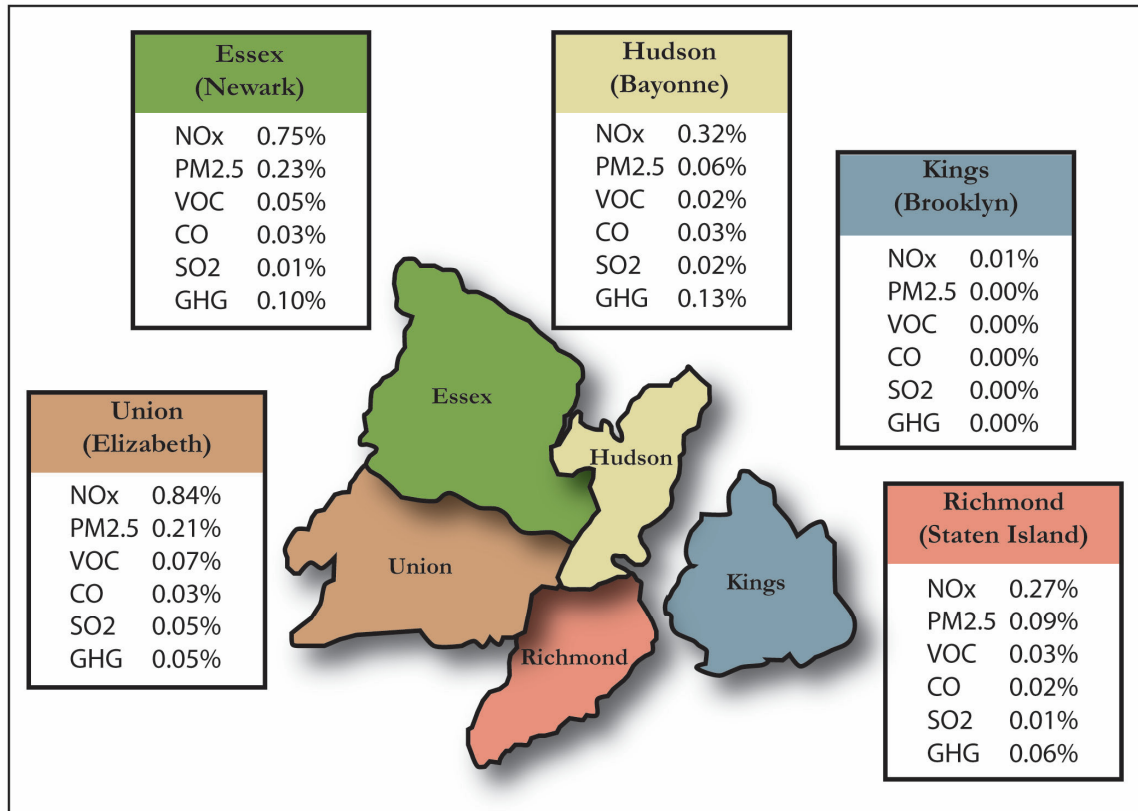 Essex
(Newark)
NOx 0.75%
PM2.5 0.23%
VOC 0.05%
CO 0.03%
SO2 0.01%
GHG 0.10%
Hudson
(Bayonne)
NOx 0.32%
PM2.5 0.06%
VOC 0.02%
CO 0.03%
SO2 0.02%
GHG 0.13%
Kings
(Brooklyn)
NOx 0.01%
PM2.5 0.00%
VOC 0.00%
CO 0.00%
SO2 0.00%
GHG 0.00%
Union
(Elizabeth)
NOx 0.84%
PM2.5 0.21%
VOC 0.07%
CO 0.03%
SO2 0.05%
GHG 0.05%
Essex
Hudson
Union
Kings
Richmond
Richmond
(Staten Island)
NOx 0.27%
PM2.5 0.09%
VOC 0.03%
CO 0.02%
SO2 0.01%
GHG 0.06%